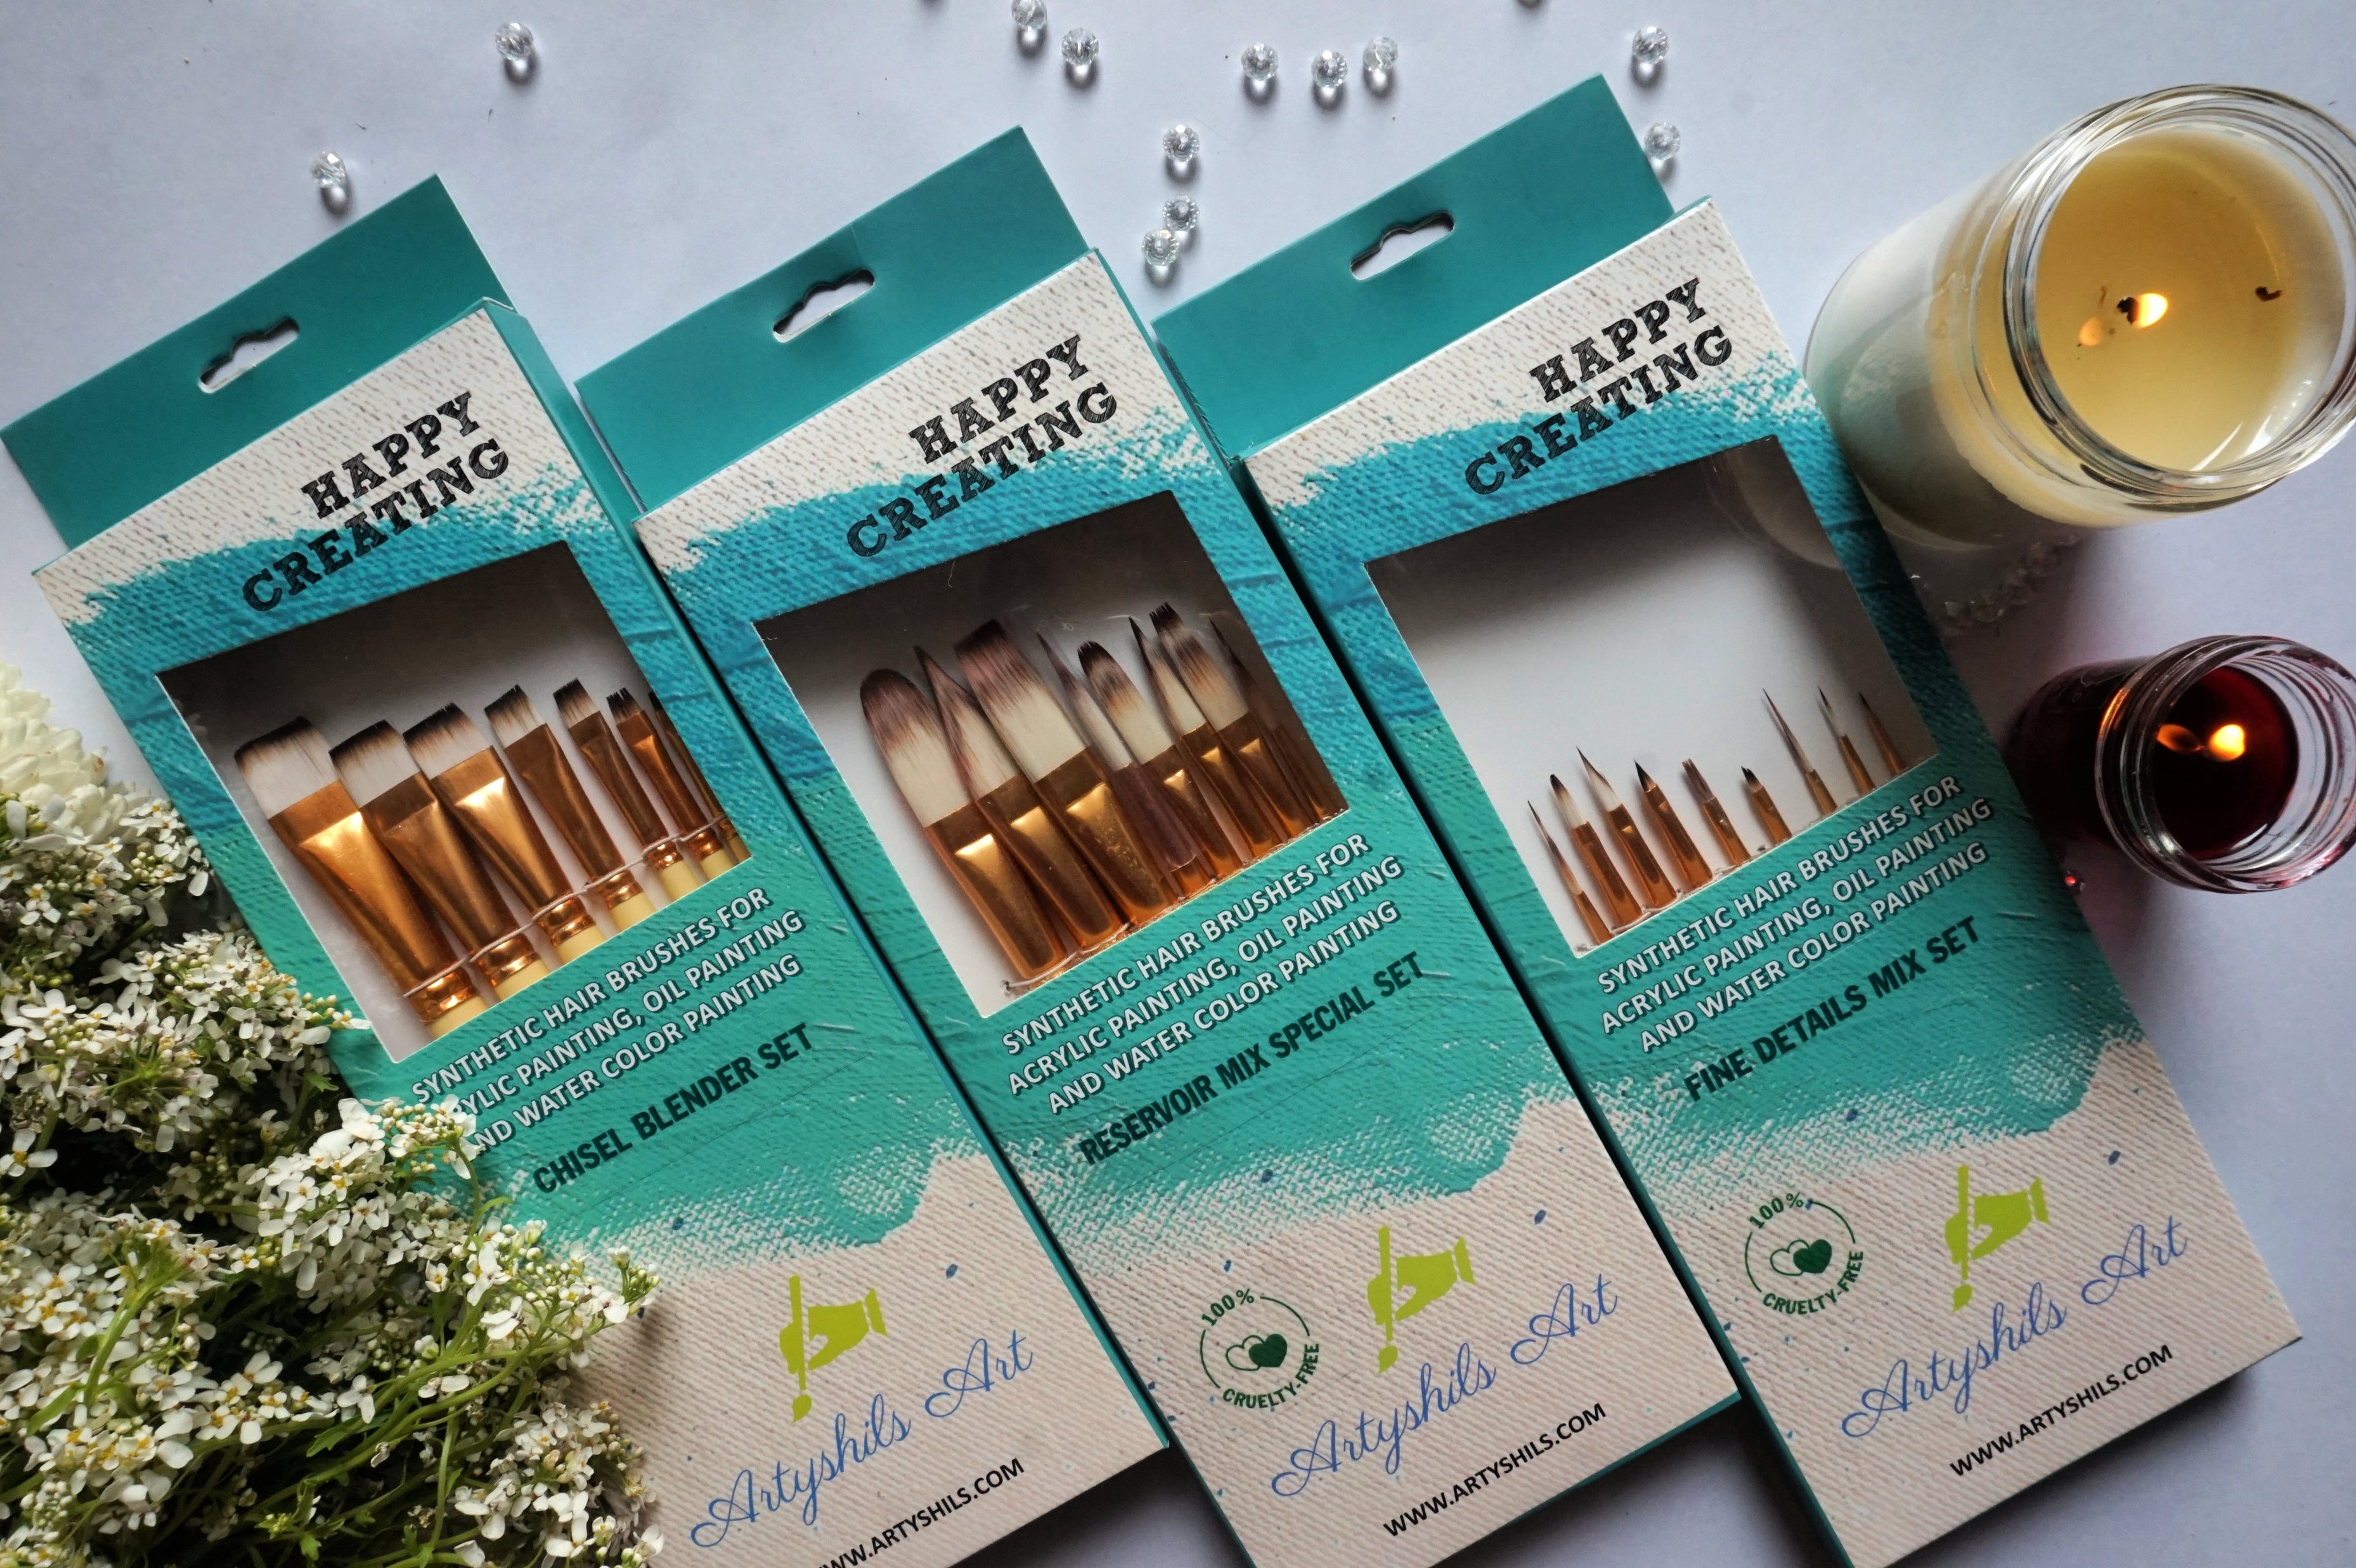 HAPPY
CREATING
SYNTHETIC HAIR BRUSHES FOR
YLIC PAINTING, OIL PAINTING
ND WATER COLOR PAINTING
CHISEL BLENDER SET
Artyshils Art
WW.ARTYSHILS.COM
HAPPY
CREATING
SYNTHETIC HAIR BRUSHES FOR
ACRYLIC PAINTING, OIL PAINTING
AND WATER COLOR PAINTING
RESERVOIR MIX SPECIAL SET
100%
CRUELTY-FREE
Artyshils Art
WWW.ARTYSHILS.COM
HAPPY
CREATING
SYNTHETIC HAIR BRUSHES FOR
ACRYLIC PAINTING, OIL PAINTING
AND WATER COLOR PAINTING
FINE DETAILS MIX SET
100%
CRUELTY-FREE
Artyshils Art
WWW.ARTYSHILS.COM